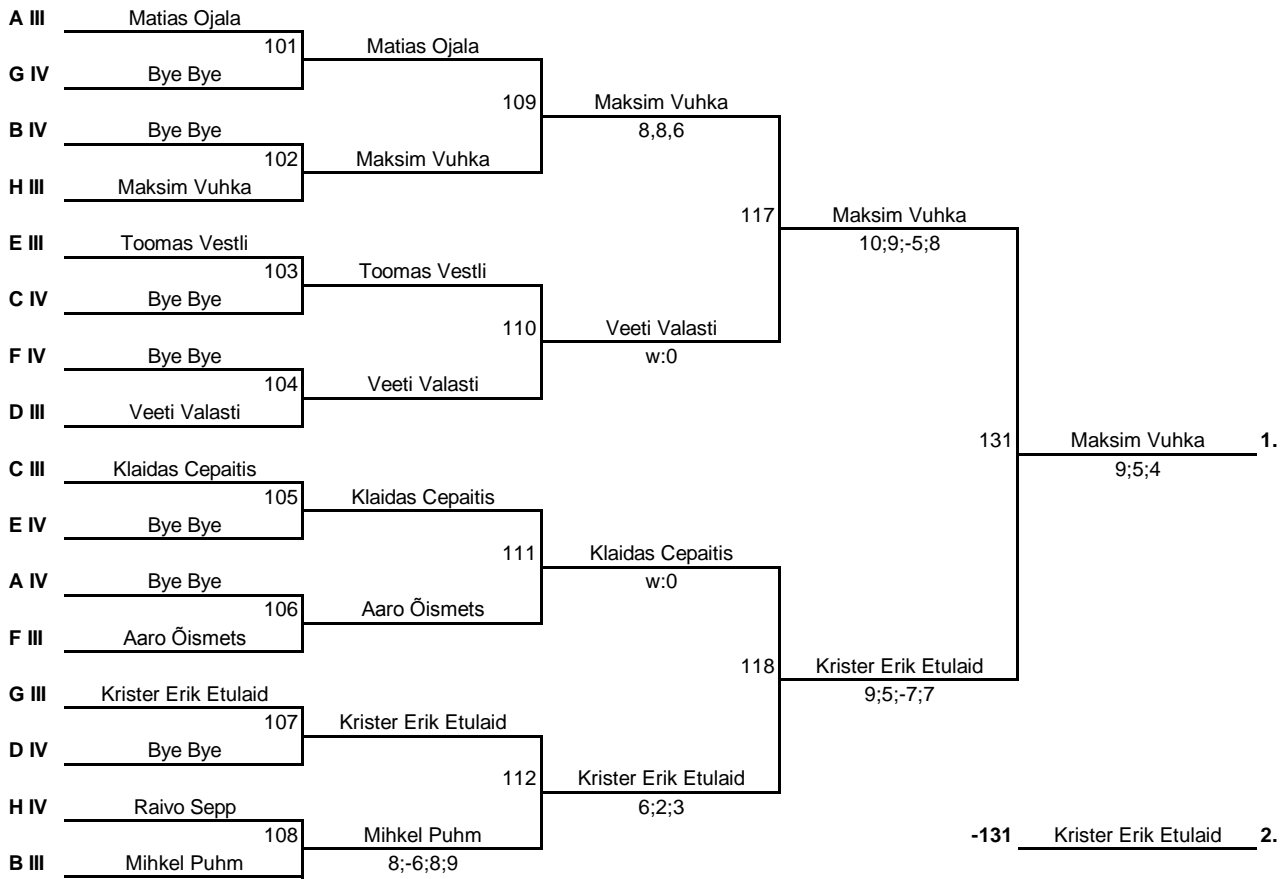 A III Matias Ojala
101 Matias Ojala
G IV Bye Bye
109 Maksim Vuhka
B IV Bye Bye 8,8,6
102 Maksim Vuhka
H III Maksim Vuhka
117 Maksim Vuhka
E III Toomas Vestli 10;9;-5;8
103 Toomas Vestli
C IV Bye Bye
110 Veeti Valasti
F IV Bye Bye w:0
104 Veeti Valasti
D III Veeti Valasti
131 Maksim Vuhka 1.
C III Klaidas Cepaitis 9;5;4
105 Klaidas Cepaitis
E IV Bye Bye
111 Klaidas Cepaitis
A IV Bye Bye w:0
106 Aaro Õismets
F III Aaro Õismets
118 Krister Erik Etulaid
G III Krister Erik Etulaid 9;5;-7;7
107 Krister Erik Etulaid
D IV Bye Bye
112 Krister Erik Etulaid
H IV Raivo Sepp 6;2;3
108 Mihkel Puhm -131 Krister Erik Etulaid 2.
B III Mihkel Puhm 8;-6;8;9